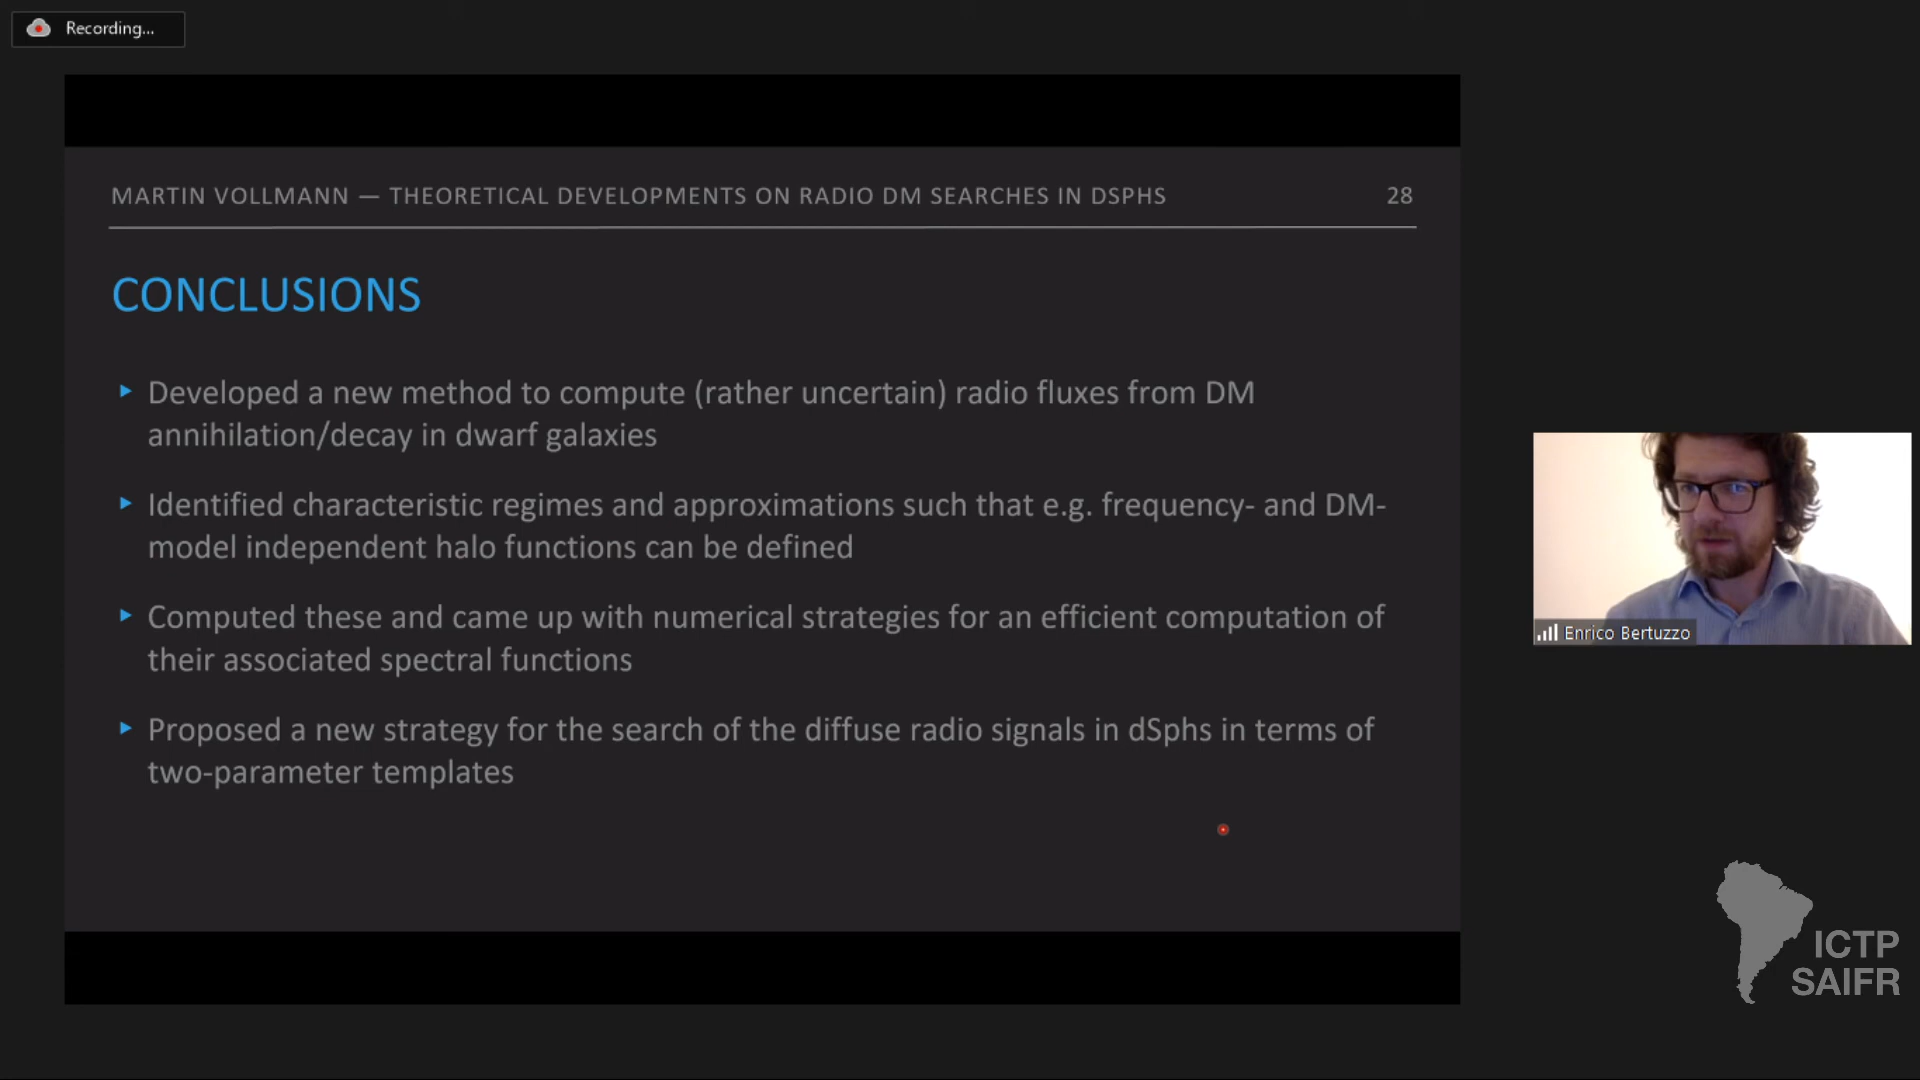 Recording...
MARTIN VOLLMANN — THEORETICAL DEVELOPMENTS ON RADIO DM SEARCHES IN DSPHS 28
CONCLUSIONS
Developed a new method to compute (rather uncertain) radio fluxes from DM
annihilation/decay in dwarf galaxies
Identified characteristic regimes and approximations such that e.g. frequency- and DM-
model independent halo functions can be defined
Computed these and came up with numerical strategies for an efficient computation of
their associated spectral functions
Proposed a new strategy for the search of the diffuse radio signals in dSphs in terms of
two-parameter templates
Enrico Bertuzzo
ICTP
SAIFR